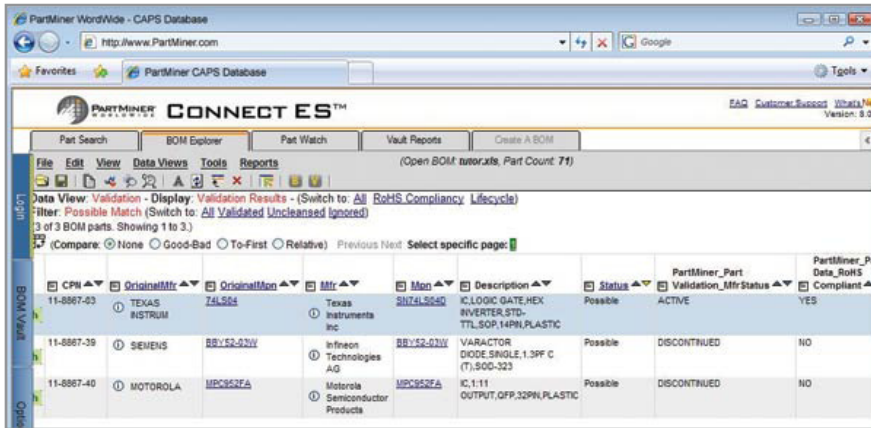 PartMiner WordWide - CAPS Database
http://www.PartMiner.com
Google
Favorites
PartMiner CAPS Database
Tools
PARTMINER WORLDWIDE CONNECT ES™
FAQ Customer Support What's
Version: 5.0
Part Search BOM Explorer Part Watch Vault Reports Create A BOM
File Edit View Data Views Tools Reports (Open BOM: tutor.xls, Part Count: 71)
Data View: Validation - Display: Validation Results - (Switch to: All RoHS Compliancy Lifecycle)
Filter: Possible Match (Switch to: All Validated Uncleansed Ignored)
(3 of 3 BOM parts. Showing 1 to 3.)
(Compare: None Good-Bad To-First Relative) Previous Next Select specific page: 1
CPN OriginalMfr OriginalMpn Mfr Mpn Description Status PartMiner_Part Validation_MfrStatus PartMiner_P Data_RoHS Compliant
11-8867-03 TEXAS INSTRUM 74LS04 Texas Instruments Inc SN74LS04D IC,LOGIC GATE,HEX INVERTER,STD-TTL,SOP,14PIN,PLASTIC Possible ACTIVE YES
11-8867-39 SIEMENS BBY52-03W Infineon Technologies AG BBY52-03W VARACTOR DIODE,SINGLE,1.3PF C (T),SOD-323 Possible DISCONTINUED NO
11-8867-40 MOTOROLA MPC952FA Motorola Semiconductor Products MPC952FA IC,1:11 OUTPUT,QFP,32PIN,PLASTIC Possible DISCONTINUED NO
Login
BOM Vault
Optio